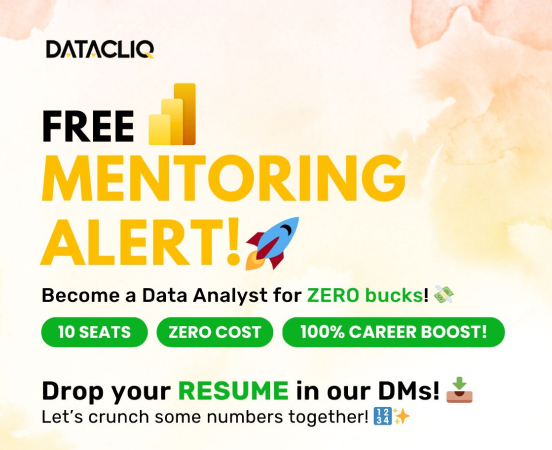 DATACLIQ
FREE
MENTORING
ALERT!🚀
Become a Data Analyst for ZERO bucks! 💸
10 SEATS ZERO COST 100% CAREER BOOST!
Drop your RESUME in our DMs! 📥
Let's crunch some numbers together! 🔢✨